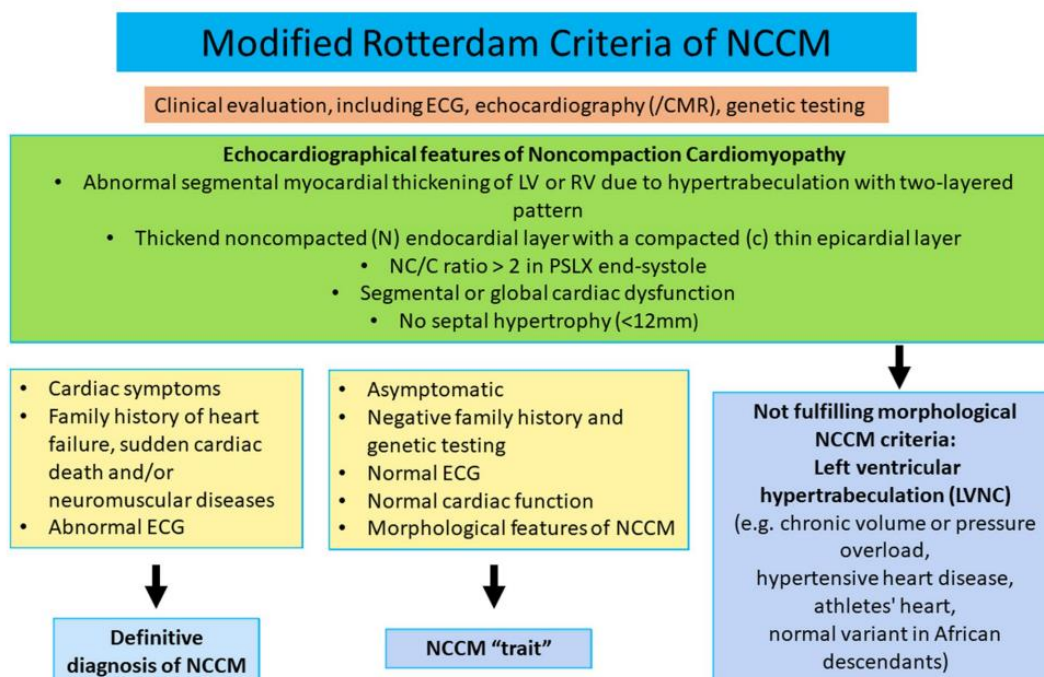 Modified Rotterdam Criteria of NCCM
Clinical evaluation, including ECG, echocardiography (/CMR), genetic testing
Echocardiographical features of Noncompaction Cardiomyopathy
• Abnormal segmental myocardial thickening of LV or RV due to hypertrabeculation with two-layered
pattern
• Thickend noncompacted (N) endocardial layer with a compacted (c) thin epicardial layer
• NC/C ratio > 2 in PSLX end-systole
• Segmental or global cardiac dysfunction
• No septal hypertrophy (<12mm)
• Cardiac symptoms
• Family history of heart
failure, sudden cardiac
death and/or
neuromuscular diseases
• Abnormal ECG
Definitive
diagnosis of NCCM
• Asymptomatic
• Negative family history and
genetic testing
• Normal ECG
• Normal cardiac function
• Morphological features of NCCM
NCCM “trait”
Not fulfilling morphological
NCCM criteria:
Left ventricular
hypertrabeculation (LVNC)
(e.g. chronic volume or pressure
overload,
hypertensive heart disease,
athletes' heart,
normal variant in African
descendants)